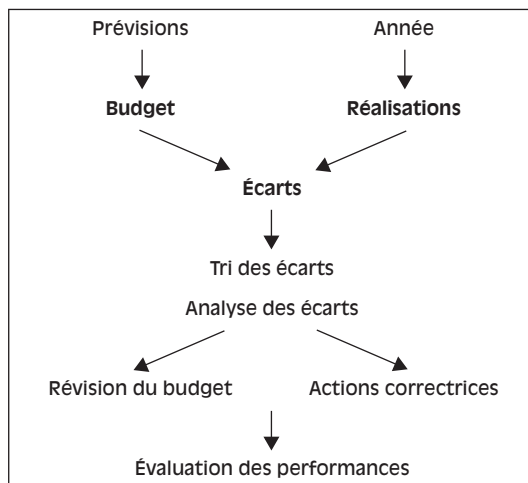 Prévisions Année
Budget Réalisations
Écarts
Tri des écarts
Analyse des écarts
Révision du budget Actions correctrices
Évaluation des performances